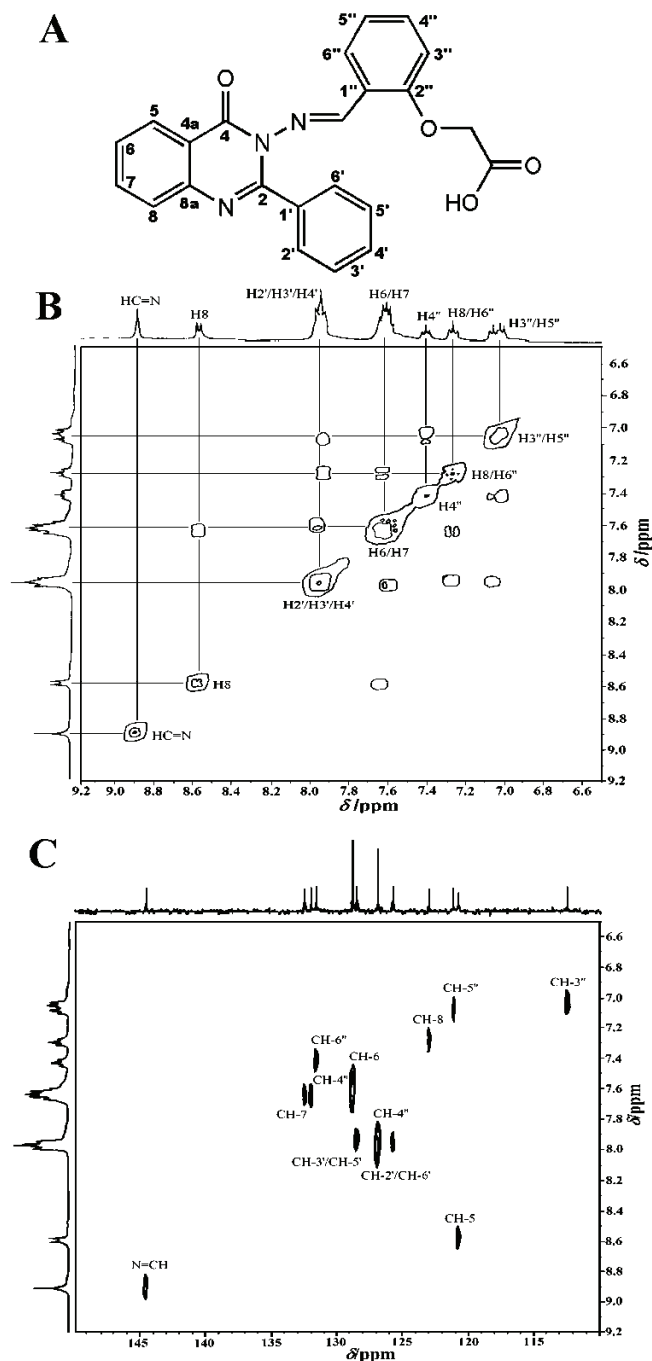 A
5"
4"
6"
3"
1"
2"
O
5
4a
4
N
N
O
6
O
7
N
2
6'
HO
8
8a
1'
5'
2'
4'
3'
B
HC=N
H8
H2'/H3'/H4'
H6/H7
H4"
H8/H6"
H3"/H5"
6.6
6.8
7.0
7.2
7.4
7.6
7.8
8.0
8.2
8.4
8.6
8.8
9.0
9.2
δ/ppm
H3"/H5"
H8/H6"
H4"
H6/H7
H2'/H3'/H4'
H8
HC=N
9.2 9.0 8.8 8.6 8.4 8.2 8.0 7.8 7.6 7.4 7.2 7.0 6.8 6.6
δ/ppm
C
6.6
6.8
7.0
7.2
7.4
7.6
7.8
8.0
8.2
8.4
8.6
8.8
9.0
9.2
δ/ppm
CH-3"
CH-5"
CH-8
CH-6"
CH-6
CH-4"
CH-7
CH-4"
CH-3'/CH-5'
CH-2'/CH-6'
CH-5
N=CH
145 140 135 130 125 120 115
δ/ppm